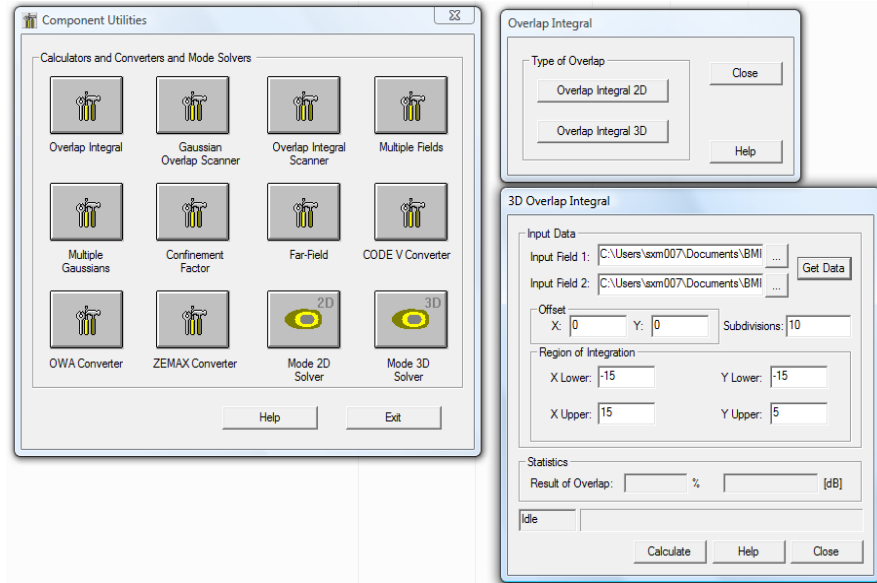 Component Utilities
Calculators and Converters and Mode Solvers
Overlap Integral
Gaussian
Overlap Scanner
Overlap Integral
Scanner
Multiple Fields
Multiple
Gaussians
Confinement
Factor
Far-Field
CODE V Converter
2D
3D
OWA Converter
ZEMAX Converter
Mode 2D
Solver
Mode 3D
Solver
Help
Exit
Overlap Integral
Type of Overlap
Overlap Integral 2D
Overlap Integral 3D
Close
Help
3D Overlap Integral
Input Data
Input Field 1: C:\Users\sxm007\Documents\BMI ...
Input Field 2: C:\Users\sxm007\Documents\BMI ...
Get Data
Offset
X: 0 Y: 0
Subdivisions: 10
Region of Integration
X Lower: -15 Y Lower: -15
X Upper: 15 Y Upper: 5
Statistics
Result of Overlap: % [dB]
Idle
Calculate Help Close